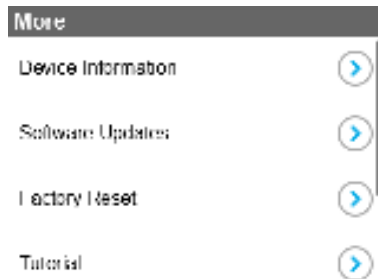 More
Device Information
Software Updates
Factory Reset
Tutorial